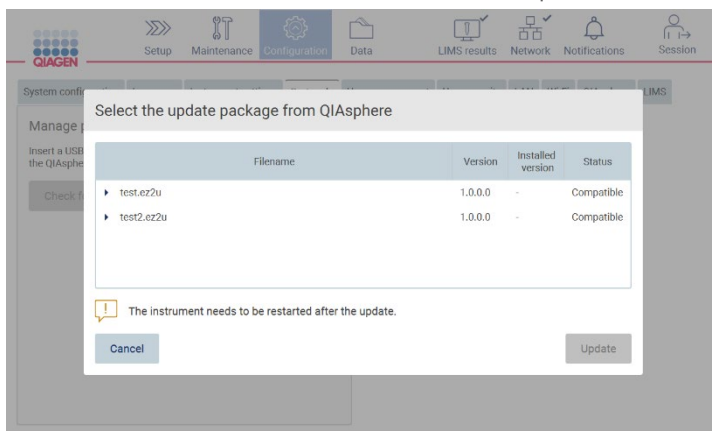 QIAGEN
Setup
Maintenance
Configuration
Data
LIMS results
Network
Notifications
Session
System
LIMS
Manage
Insert a USB
the QIAsphe
Check
Select the update package from QIAsphere
Filename
Version
Installed
version
Status
test.ez2u
1.0.0.0
-
Compatible
test2.ez2u
1.0.0.0
-
Compatible
The instrument needs to be restarted after the update.
Cancel
Update